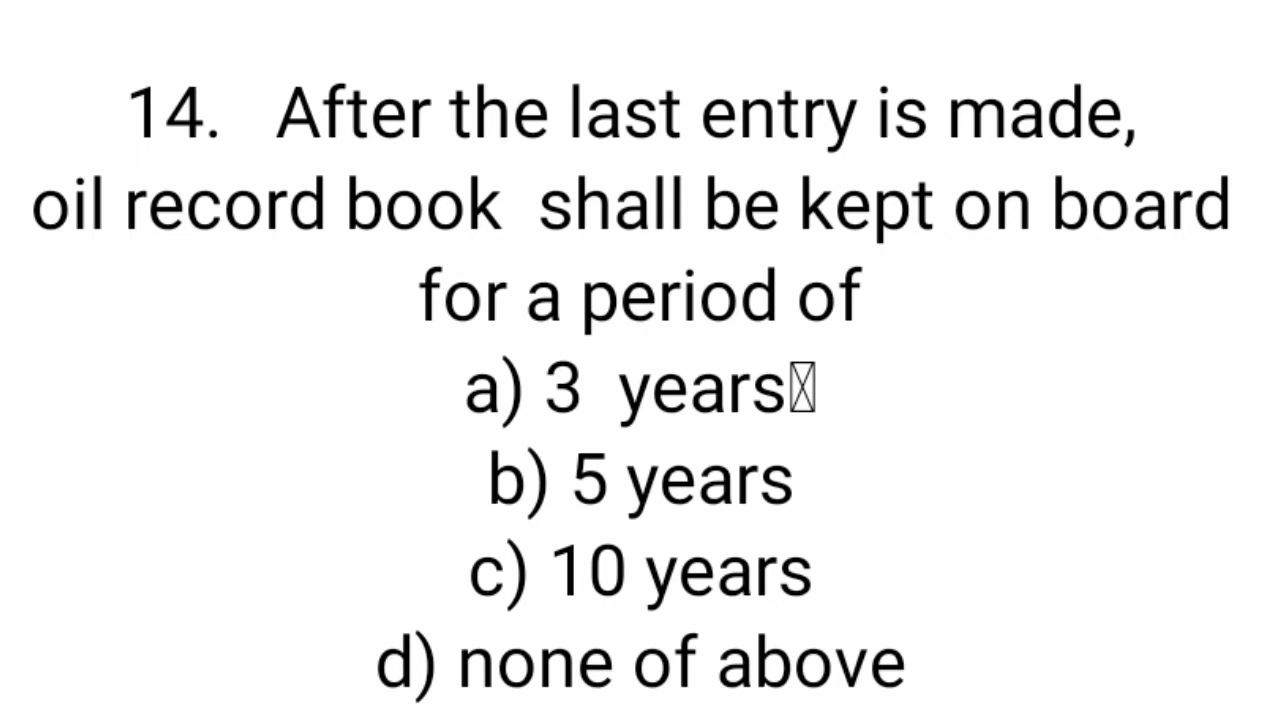 14. After the last entry is made,
oil record book shall be kept on board
for a period of
a) 3 years
b) 5 years
c) 10 years
d) none of above